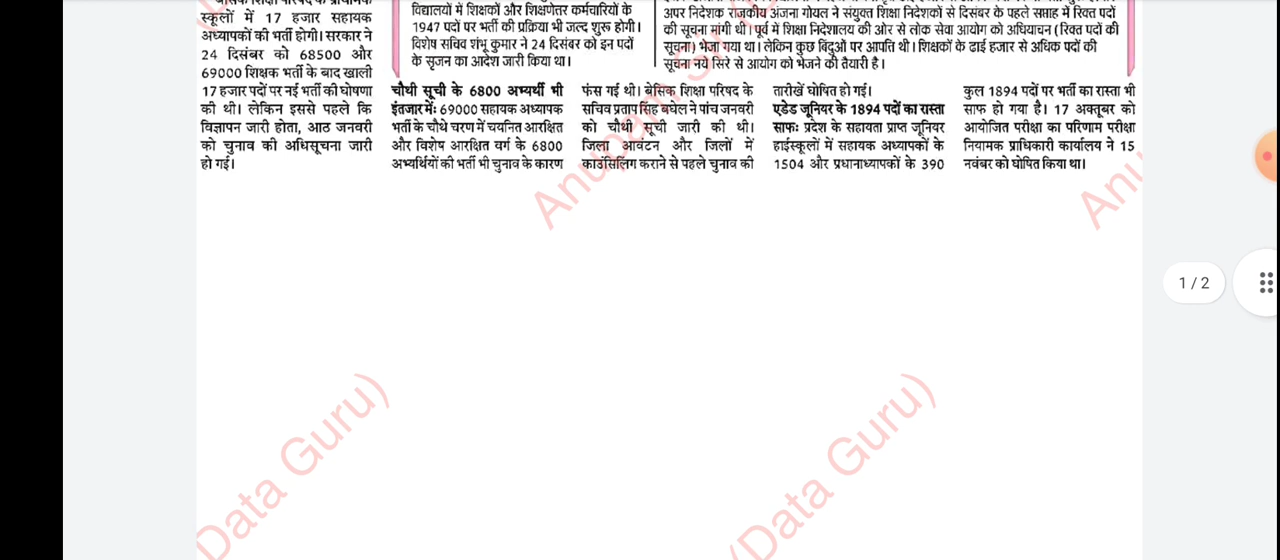 स्कूलों में 17 हजार सहायक
अध्यापकों की भर्ती होगी। सरकार ने
24 दिसंबर को 68500 और
69000 शिक्षक भर्ती के बाद खाली
17 हजार पदों पर नई भर्ती की घोषणा
की थी। लेकिन इससे पहले कि
विज्ञापन जारी होता, आठ जनवरी
को चुनाव की अधिसूचना जारी
हो गई।
विद्यालयों में शिक्षकों और शिक्षणेतर कर्मचारियों के
1947 पदों पर भर्ती की प्रक्रिया भी जल्द शुरू होगी।
विशेष सचिव शंभू कुमार ने 24 दिसंबर को इन पदों
के सृजन का आदेश जारी किया था।
अपर निदेशक राजकीय अंजना गोयल ने संयुक्त शिक्षा निदेशकों से दिसंबर के पहले सप्ताह में रिक्त पदों
की सूचना मांगी थी। पूर्व में शिक्षा निदेशालय की ओर से लोक सेवा आयोग को अधियाचन (रिक्त पदों की
सूचना) भेजा गया था। लेकिन कुछ बिंदुओं पर आपति थी। शिक्षकों के ढाई हजार से अधिक पदों की
सूचना नये सिरे से आयोग को भेजने की तैयारी है।
चौथी सूची के 6800 अभ्यर्थी भी
इंतजार में: 69000 सहायक अध्यापक
भर्ती के चौथे चरण में चयनित आरक्षित
और विशेष आरक्षित वर्ग के 6800
अभ्यर्थियों की भर्ती भी चुनाव के कारण
फंस गई थी। बेसिक शिक्षा परिषद के
सचिव प्रताप सिंह बघेल ने पांच जनवरी
को चौथी सूची जारी की थी।
जिला आवंटन और जिलों में
काउंसिलिंग कराने से पहले चुनाव की
तारीखें घोषित हो गई।
एडेड जूनियर के 1894 पदों का रास्ता
साफ: प्रदेश के सहायता प्राप्त जूनियर
हाईस्कूलों में सहायक अध्यापकों के
1504 और प्रधानाध्यापकों के 390
कुल 1894 पदों पर भर्ती का रास्ता भी
साफ हो गया है। 17 अक्तूबर को
आयोजित परीक्षा का परिणाम परीक्षा
नियामक प्राधिकारी कार्यालय ने 15
नवंबर को घोषित किया था।
Anupam Sir
Anu
1 / 2
Data Guru)
(Data Guru)